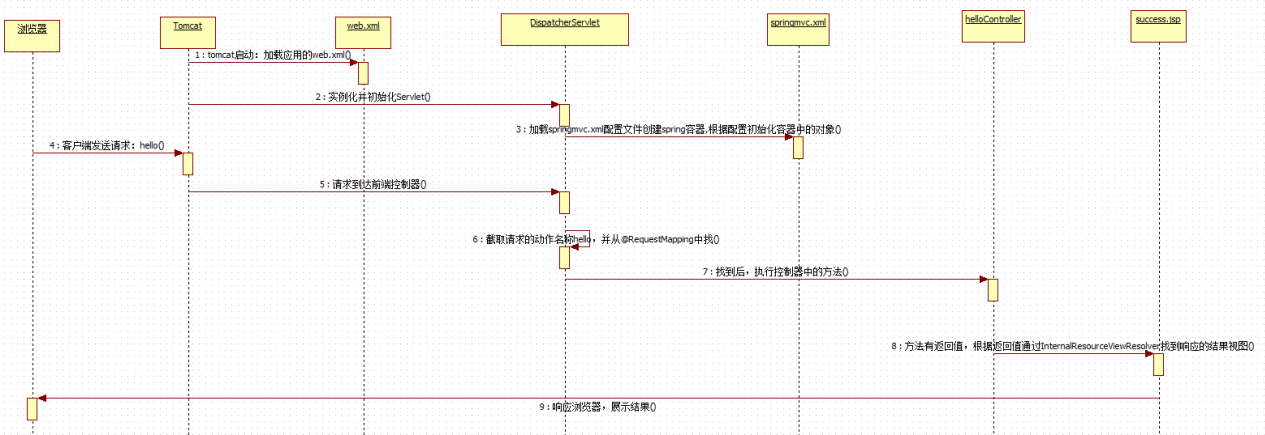 浏览器
Tomcat
web.xml
DispatcherServlet
springmvc.xml
helloController
success.jsp
1 : tomcat启动：加载应用的web.xml()
2 : 实例化并初始化Servlet()
3 : 加载springmvc.xml配置文件创建spring容器,根据配置初始化容器中的对象()
4 : 客户端发送请求：hello()
5 : 请求到达前端控制器()
6 : 截取请求的动作名称hello，并从@RequestMapping中找()
7 : 找到后，执行控制器中的方法()
8 : 方法有返回值，根据返回值通过InternalResourceViewResolver找到响应的结果视图()
9 : 响应浏览器，展示结果()